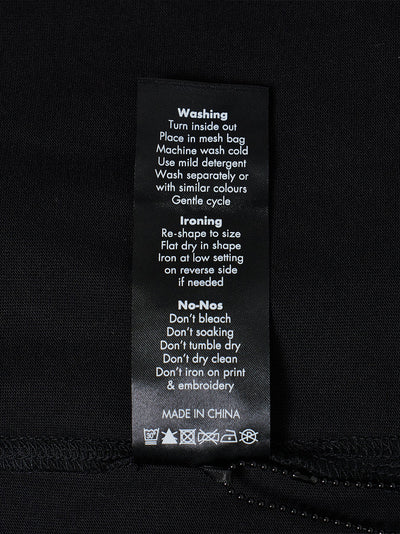 Washing
Turn inside out
Place in mesh bag
Machine wash cold
Use mild detergent
Wash separately or
with similar colours
Gentle cycle
Ironing
Re-shape to size
Flat dry in shape
Iron at low setting
on reverse side
if needed
No-Nos
Don't bleach
Don't soaking
Don't tumble dry
Don't dry clean
Don't iron on print
& embroidery
MADE IN CHINA
30°